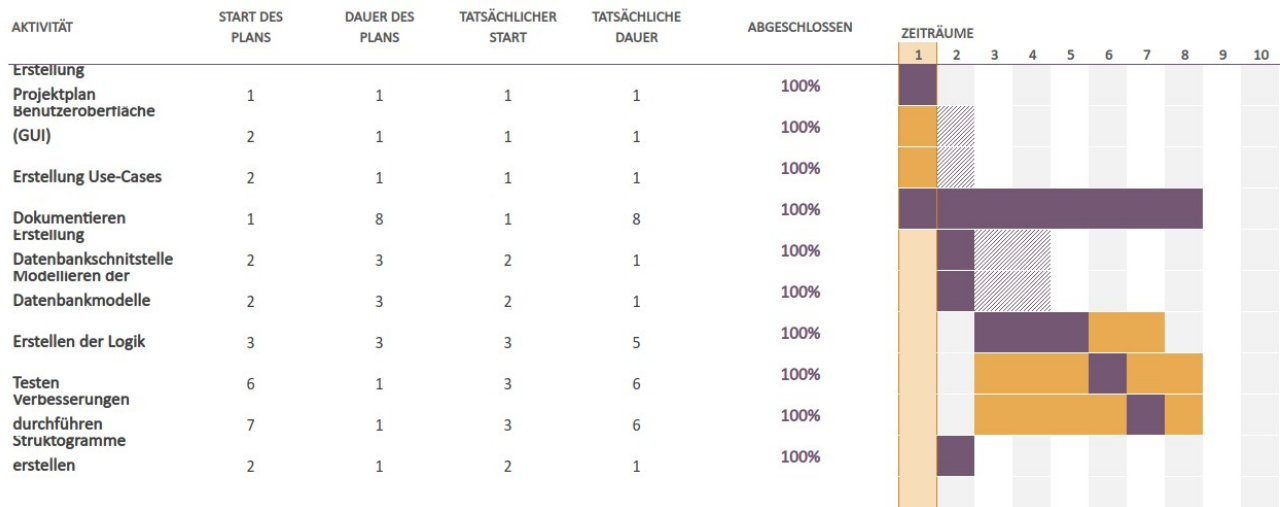 AKTIVITÄT START DES PLANS DAUER DES PLANS TATSÄCHLICHER START TATSÄCHLICHE DAUER ABGESCHLOSSEN ZEITRÄUME
1 2 3 4 5 6 7 8 9 10
Erstellung
Projektplan 1 1 1 1 100%
Benutzeroberfläche
(GUI) 2 1 1 1 100%
Erstellung Use-Cases 2 1 1 1 100%
Dokumentieren 1 8 1 8 100%
Erstellung
Datenbankschnitstelle 2 3 2 1 100%
Modellieren der
Datenbankmodelle 2 3 2 1 100%
Erstellen der Logik 3 3 3 5 100%
Testen 6 1 3 6 100%
Verbesserungen
durchführen 7 1 3 6 100%
Struktogramme
erstellen 2 1 2 1 100%